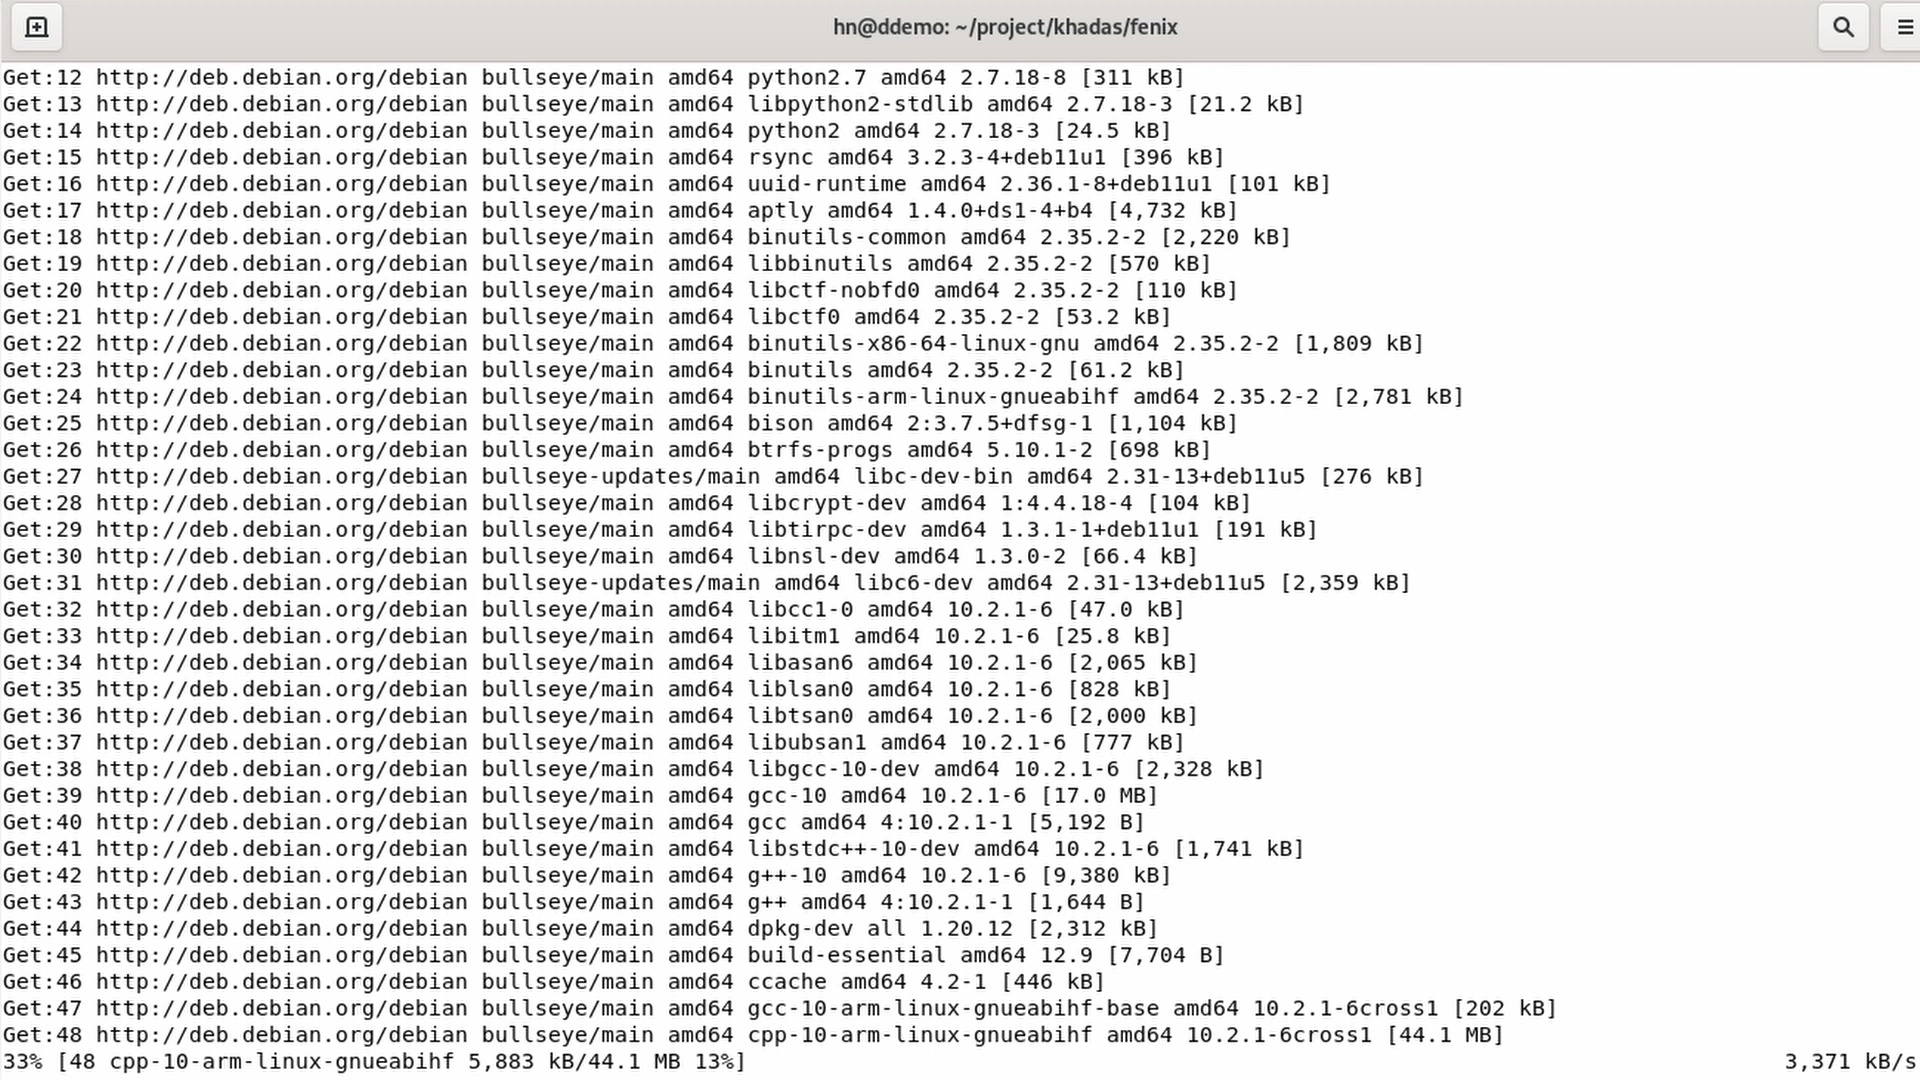 hn@ddemo: ~/project/khadas/fenix
Get:12 http://deb.debian.org/debian bullseye/main amd64 python2.7 amd64 2.7.18-8 [311 kB]
Get:13 http://deb.debian.org/debian bullseye/main amd64 libpython2-stdlib amd64 2.7.18-3 [21.2 kB]
Get:14 http://deb.debian.org/debian bullseye/main amd64 python2 amd64 2.7.18-3 [24.5 kB]
Get:15 http://deb.debian.org/debian bullseye/main amd64 rsync amd64 3.2.3-4+deb11u1 [396 kB]
Get:16 http://deb.debian.org/debian bullseye/main amd64 uuid-runtime amd64 2.36.1-8+deb11u1 [101 kB]
Get:17 http://deb.debian.org/debian bullseye/main amd64 aptly amd64 1.4.0+ds1-4+b4 [4,732 kB]
Get:18 http://deb.debian.org/debian bullseye/main amd64 binutils-common amd64 2.35.2-2 [2,220 kB]
Get:19 http://deb.debian.org/debian bullseye/main amd64 libbinutils amd64 2.35.2-2 [570 kB]
Get:20 http://deb.debian.org/debian bullseye/main amd64 libctf-nobfd0 amd64 2.35.2-2 [110 kB]
Get:21 http://deb.debian.org/debian bullseye/main amd64 libctf0 amd64 2.35.2-2 [53.2 kB]
Get:22 http://deb.debian.org/debian bullseye/main amd64 binutils-x86-64-linux-gnu amd64 2.35.2-2 [1,809 kB]
Get:23 http://deb.debian.org/debian bullseye/main amd64 binutils amd64 2.35.2-2 [61.2 kB]
Get:24 http://deb.debian.org/debian bullseye/main amd64 binutils-arm-linux-gnueabihf amd64 2.35.2-2 [2,781 kB]
Get:25 http://deb.debian.org/debian bullseye/main amd64 bison amd64 2:3.7.5+dfsg-1 [1,104 kB]
Get:26 http://deb.debian.org/debian bullseye/main amd64 btrfs-progs amd64 5.10.1-2 [698 kB]
Get:27 http://deb.debian.org/debian bullseye-updates/main amd64 libc-dev-bin amd64 2.31-13+deb11u5 [276 kB]
Get:28 http://deb.debian.org/debian bullseye/main amd64 libcrypt-dev amd64 1:4.4.18-4 [104 kB]
Get:29 http://deb.debian.org/debian bullseye/main amd64 libtirpc-dev amd64 1.3.1-1+deb11u1 [191 kB]
Get:30 http://deb.debian.org/debian bullseye/main amd64 libnsl-dev amd64 1.3.0-2 [66.4 kB]
Get:31 http://deb.debian.org/debian bullseye-updates/main amd64 libc6-dev amd64 2.31-13+deb11u5 [2,359 kB]
Get:32 http://deb.debian.org/debian bullseye/main amd64 libcc1-0 amd64 10.2.1-6 [47.0 kB]
Get:33 http://deb.debian.org/debian bullseye/main amd64 libitm1 amd64 10.2.1-6 [25.8 kB]
Get:34 http://deb.debian.org/debian bullseye/main amd64 libasan6 amd64 10.2.1-6 [2,065 kB]
Get:35 http://deb.debian.org/debian bullseye/main amd64 liblsan0 amd64 10.2.1-6 [828 kB]
Get:36 http://deb.debian.org/debian bullseye/main amd64 libtsan0 amd64 10.2.1-6 [2,000 kB]
Get:37 http://deb.debian.org/debian bullseye/main amd64 libubsan1 amd64 10.2.1-6 [777 kB]
Get:38 http://deb.debian.org/debian bullseye/main amd64 libgcc-10-dev amd64 10.2.1-6 [2,328 kB]
Get:39 http://deb.debian.org/debian bullseye/main amd64 gcc-10 amd64 10.2.1-6 [17.0 MB]
Get:40 http://deb.debian.org/debian bullseye/main amd64 gcc amd64 4:10.2.1-1 [5,192 B]
Get:41 http://deb.debian.org/debian bullseye/main amd64 libstdc++-10-dev amd64 10.2.1-6 [1,741 kB]
Get:42 http://deb.debian.org/debian bullseye/main amd64 g++-10 amd64 10.2.1-6 [9,380 kB]
Get:43 http://deb.debian.org/debian bullseye/main amd64 g++ amd64 4:10.2.1-1 [1,644 B]
Get:44 http://deb.debian.org/debian bullseye/main amd64 dpkg-dev all 1.20.12 [2,312 kB]
Get:45 http://deb.debian.org/debian bullseye/main amd64 build-essential amd64 12.9 [7,704 B]
Get:46 http://deb.debian.org/debian bullseye/main amd64 ccache amd64 4.2-1 [446 kB]
Get:47 http://deb.debian.org/debian bullseye/main amd64 gcc-10-arm-linux-gnueabihf-base amd64 10.2.1-6cross1 [202 kB]
Get:48 http://deb.debian.org/debian bullseye/main amd64 cpp-10-arm-linux-gnueabihf amd64 10.2.1-6cross1 [44.1 MB]
33% [48 cpp-10-arm-linux-gnueabihf 5,883 kB/44.1 MB 13%] 3,371 kB/s